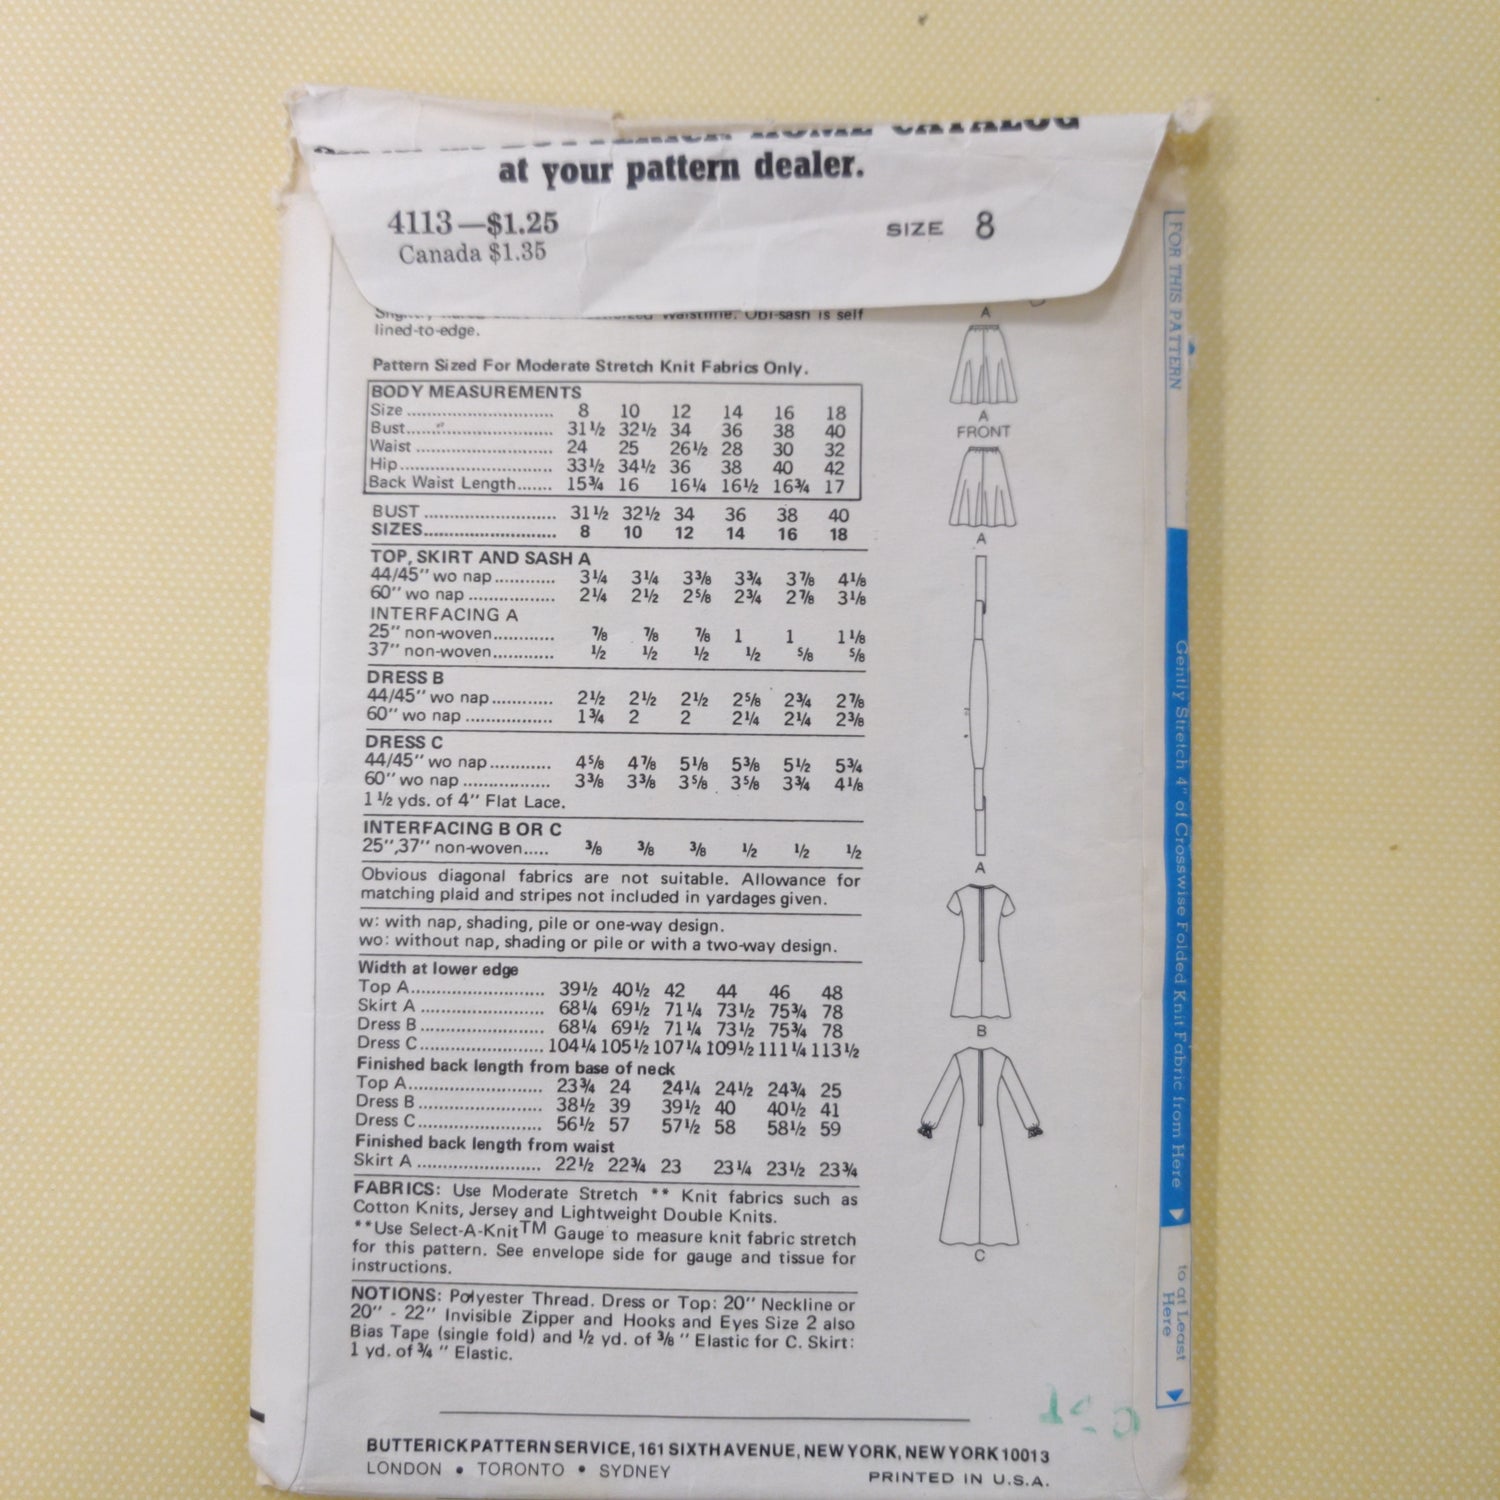 BUTTERICK HOME CATALOG
at your pattern dealer.
4113—$1.25
Canada $1.35
SIZE 8
waistline. Obi-sash is self
lined-to-edge.
Pattern Sized For Moderate Stretch Knit Fabrics Only.
BODY MEASUREMENTS
Size 8 10 12 14 16 18
Bust 31½ 32½ 34 36 38 40
Waist 24 25 26½ 28 30 32
Hip 33½ 34½ 36 38 40 42
Back Waist Length 15¾ 16 16¼ 16½ 16¾ 17
BUST 31½ 32½ 34 36 38 40
SIZES 8 10 12 14 16 18
TOP, SKIRT AND SASH A
44/45" wo nap 3¼ 3¼ 3⅜ 3¾ 3⅞ 4⅛
60" wo nap 2¼ 2½ 2⅝ 2¾ 2⅞ 3⅛
INTERFACING A
25" non-woven ⅞ ⅞ ⅞ 1 1 1⅛
37" non-woven ½ ½ ½ ½ ⅝ ⅝
DRESS B
44/45" wo nap 2½ 2½ 2½ 2⅝ 2¾ 2⅞
60" wo nap 1¾ 2 2 2¼ 2¼ 2⅜
DRESS C
44/45" wo nap 4⅝ 4⅞ 5⅛ 5⅜ 5½ 5¾
60" wo nap 3⅜ 3⅜ 3⅝ 3⅝ 3¾ 4⅛
1½ yds. of 4" Flat Lace.
INTERFACING B OR C
25",37" non-woven ⅜ ⅜ ⅜ ½ ½ ½
Obvious diagonal fabrics are not suitable. Allowance for
matching plaid and stripes not included in yardages given.
w: with nap, shading, pile or one-way design.
wo: without nap, shading or pile or with a two-way design.
Width at lower edge
Top A 39½ 40½ 42 44 46 48
Skirt A 68¼ 69½ 71¼ 73½ 75¾ 78
Dress B 68¼ 69½ 71¼ 73½ 75¾ 78
Dress C 104¼ 105½ 107¼ 109½ 111¼ 113½
Finished back length from base of neck
Top A 23¾ 24 24¼ 24½ 24¾ 25
Dress B 38½ 39 39½ 40 40½ 41
Dress C 56½ 57 57½ 58 58½ 59
Finished back length from waist
Skirt A 22½ 22¾ 23 23¼ 23½ 23¾
FABRICS: Use Moderate Stretch ** Knit fabrics such as
Cotton Knits, Jersey and Lightweight Double Knits.
**Use Select-A-Knit™ Gauge to measure knit fabric stretch
for this pattern. See envelope side for gauge and tissue for
instructions.
NOTIONS: Polyester Thread. Dress or Top: 20" Neckline or
20" - 22" Invisible Zipper and Hooks and Eyes Size 2 also
Bias Tape (single fold) and ½ yd. of ⅜" Elastic for C. Skirt:
1 yd. of ¾" Elastic.
BUTTERICK PATTERN SERVICE, 161 SIXTH AVENUE, NEW YORK, NEW YORK 10013
LONDON • TORONTO • SYDNEY
PRINTED IN U.S.A.
A
A
FRONT
A
A
B
C
FOR THIS PATTERN
Gently Stretch 4" of Crosswise Folded Knit Fabric from Here
to at Least
Here